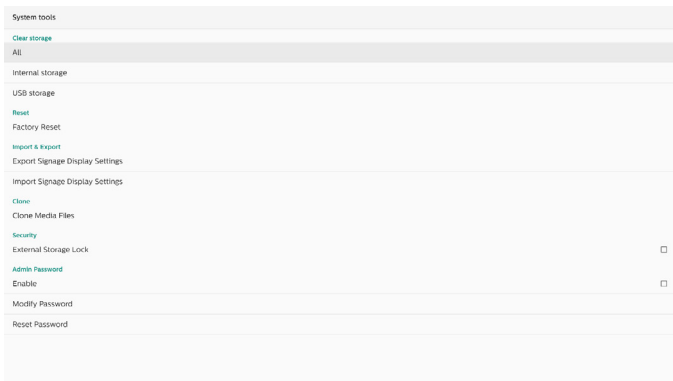 System tools
Clear storage
All
Internal storage
USB storage
Reset
Factory Reset
Import & Export
Export Signage Display Settings
Import Signage Display Settings
Clone
Clone Media Files
Security
External Storage Lock
Admin Password
Enable
Modify Password
Reset Password